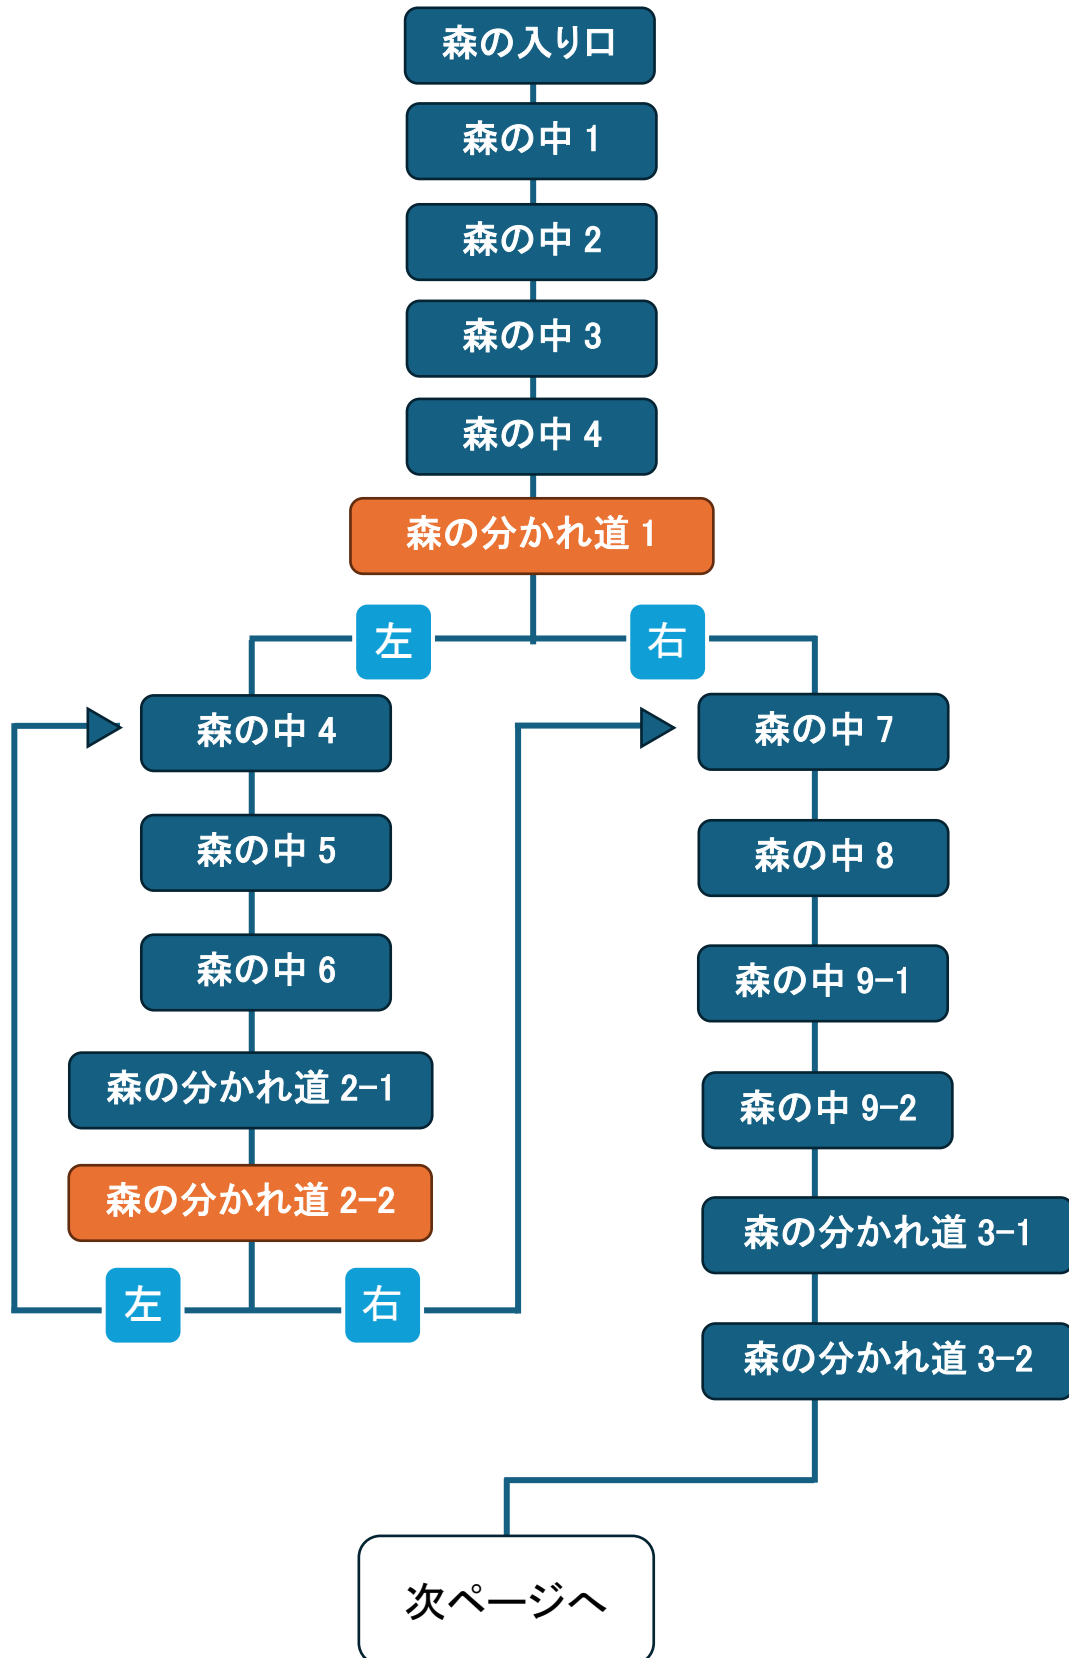 森の入り口
森の中 1
森の中 2
森の中 3
森の中 4
森の分かれ道 1
左
右
森の中 4
森の中 5
森の中 6
森の分かれ道 2-1
森の分かれ道 2-2
左
右
森の中 7
森の中 8
森の中 9-1
森の中 9-2
森の分かれ道 3-1
森の分かれ道 3-2
次ページへ